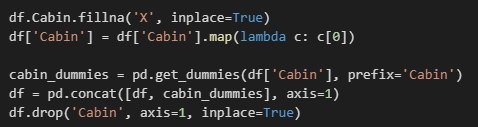 df.Cabin.fillna('X', inplace=True)
df['Cabin'] = df['Cabin'].map(lambda c: c[0])
cabin_dummies = pd.get_dummies(df['Cabin'], prefix='Cabin')
df = pd.concat([df, cabin_dummies], axis=1)
df.drop('Cabin', axis=1, inplace=True)